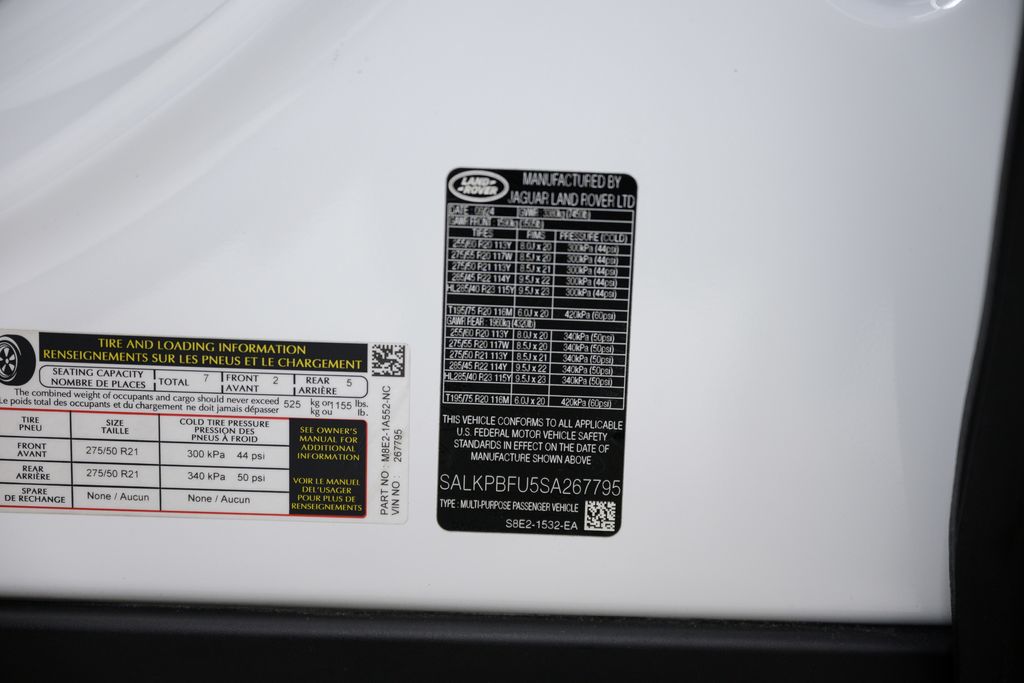 LAND-
ROVER
MANUFACTURED BY
JAGUAR LAND ROVER LTD
DATE :
GAWR FRONT :
TIRES RIMS PRESSURE (COLD)
255/60 R20 113Y 8.0J x 20 300kPa (44psi)
275/55 R20 117W 8.5J x 20 300kPa (44psi)
275/50 R21 113Y 8.5J x 21 300kPa (44psi)
285/45 R22 114Y 9.5J x 22 300kPa (44psi)
HL285/40 R23 115Y 9.5J x 23 300kPa (44psi)
T195/75 R20 116M 6.0J x 20 420kPa (60psi)
GAWR REAR :
255/60 R20 113Y 8.0J x 20 340kPa (50psi)
275/55 R20 117W 8.5J x 20 340kPa (50psi)
275/50 R21 113Y 8.5J x 21 340kPa (50psi)
285/45 R22 114Y 9.5J x 22 340kPa (50psi)
HL285/40 R23 115Y 9.5J x 23 340kPa (50psi)
T195/75 R20 116M 6.0J x 20 420kPa (60psi)
THIS VEHICLE CONFORMS TO ALL APPLICABLE
U.S. FEDERAL MOTOR VEHICLE SAFETY
STANDARDS IN EFFECT ON THE DATE OF
MANUFACTURE SHOWN ABOVE
SALKPBFU5SA267795
TYPE : MULTI-PURPOSE PASSENGER VEHICLE
S8E2-1532-EA
TIRE AND LOADING INFORMATION
RENSEIGNEMENTS SUR LES PNEUS ET LE CHARGEMENT
SEATING CAPACITY
NOMBRE DE PLACES
TOTAL 7
FRONT
AVANT 2
REAR
ARRIÈRE 5
The combined weight of occupants and cargo should never exceed 525 kg or 1155 lbs.
Le poids total des occupants et du chargement ne doit jamais dépasser kg ou lb.
TIRE
PNEU
SIZE
TAILLE
COLD TIRE PRESSURE
PRESSION DES
PNEUS À FROID
FRONT
AVANT
275/50 R21
300 kPa 44 psi
REAR
ARRIÈRE
275/50 R21
340 kPa 50 psi
SPARE
DE RECHANGE
None / Aucun
None / Aucun
SEE OWNER'S
MANUAL FOR
ADDITIONAL
INFORMATION
VOIR LE MANUEL
DEL'USAGER
POUR PLUS DE
RENSEIGNEMENTS
PART NO : M8E2-1A552-NC
VIN NO : 267795